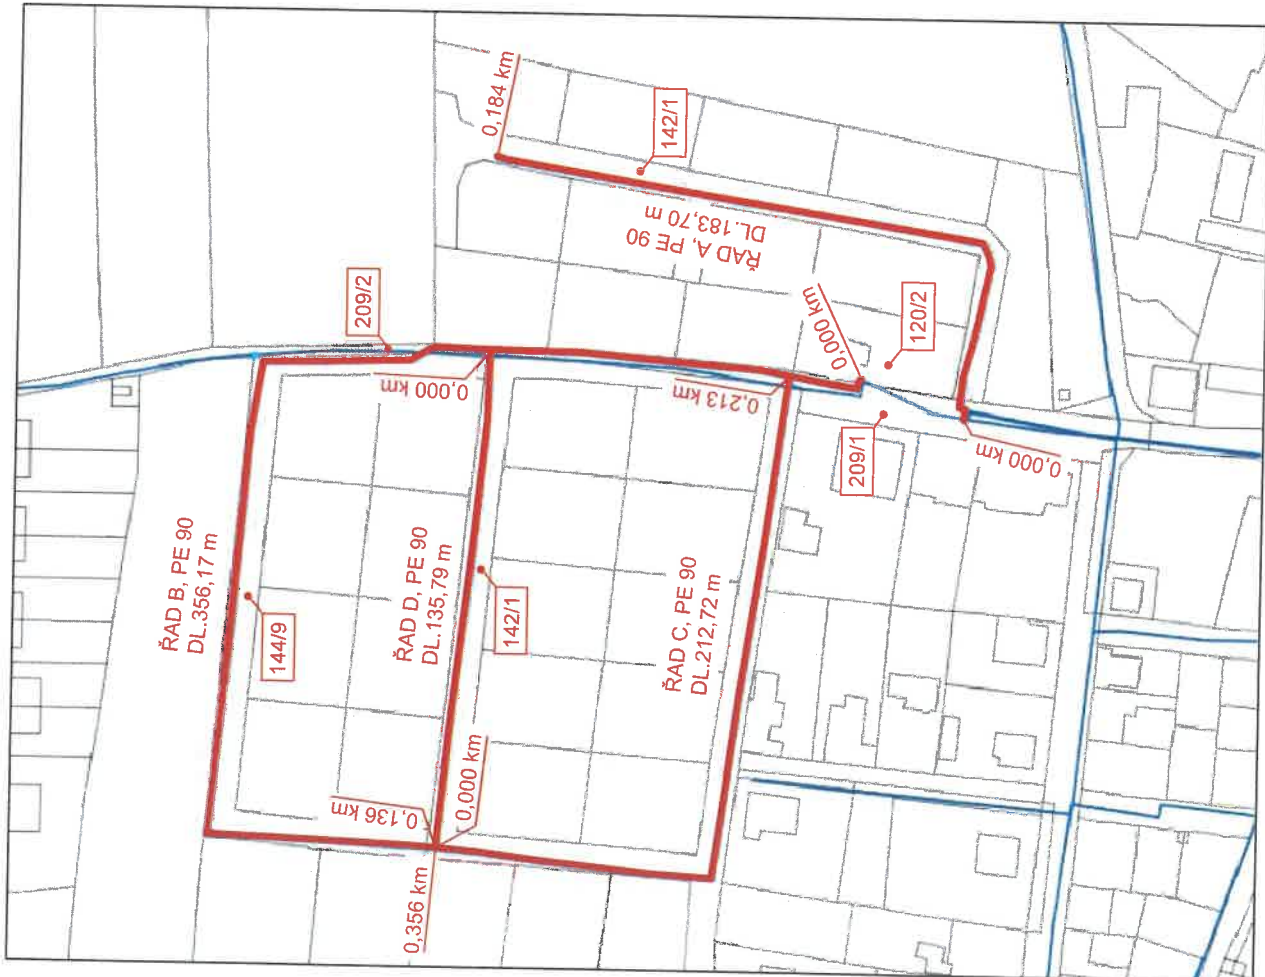 0,184 km
142/1
ŘAD A, PE 90
DL.183,70 m
209/2
0,000 km
120/2
0,000 km
0,213 km
209/1
0,000 km
ŘAD B, PE 90
DL.356,17 m
144/9
ŘAD D, PE 90
DL.135,79 m
142/1
ŘAD C, PE 90
DL.212,72 m
0,136 km
0,000 km
0,356 km